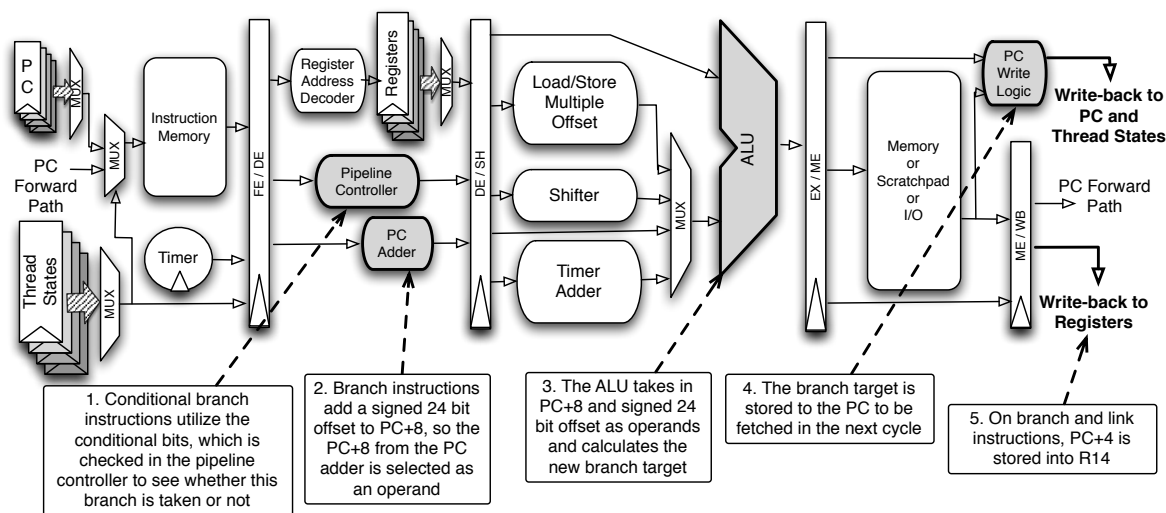 P
C
MUX
PC
Forward
Path
MUX
Instruction
Memory
Thread
States
MUX
Timer
FE / DE
Register
Address
Decoder
Registers
MUX
Pipeline
Controller
PC
Adder
DE / SH
Load/Store
Multiple
Offset
Shifter
Timer
Adder
MUX
ALU
EX / ME
Memory
or
Scratchpad
or
I/O
PC
Write
Logic
Write-back to
PC and
Thread States
ME / WB
PC Forward
Path
Write-back to
Registers
1. Conditional branch
instructions utilize the
conditional bits, which is
checked in the pipeline
controller to see whether this
branch is taken or not
2. Branch instructions
add a signed 24 bit
offset to PC+8, so the
PC+8 from the PC
adder is selected as
an operand
3. The ALU takes in
PC+8 and signed 24
bit offset as operands
and calculates the
new branch target
4. The branch target is
stored to the PC to be
fetched in the next cycle
5. On branch and link
instructions, PC+4 is
stored into R14